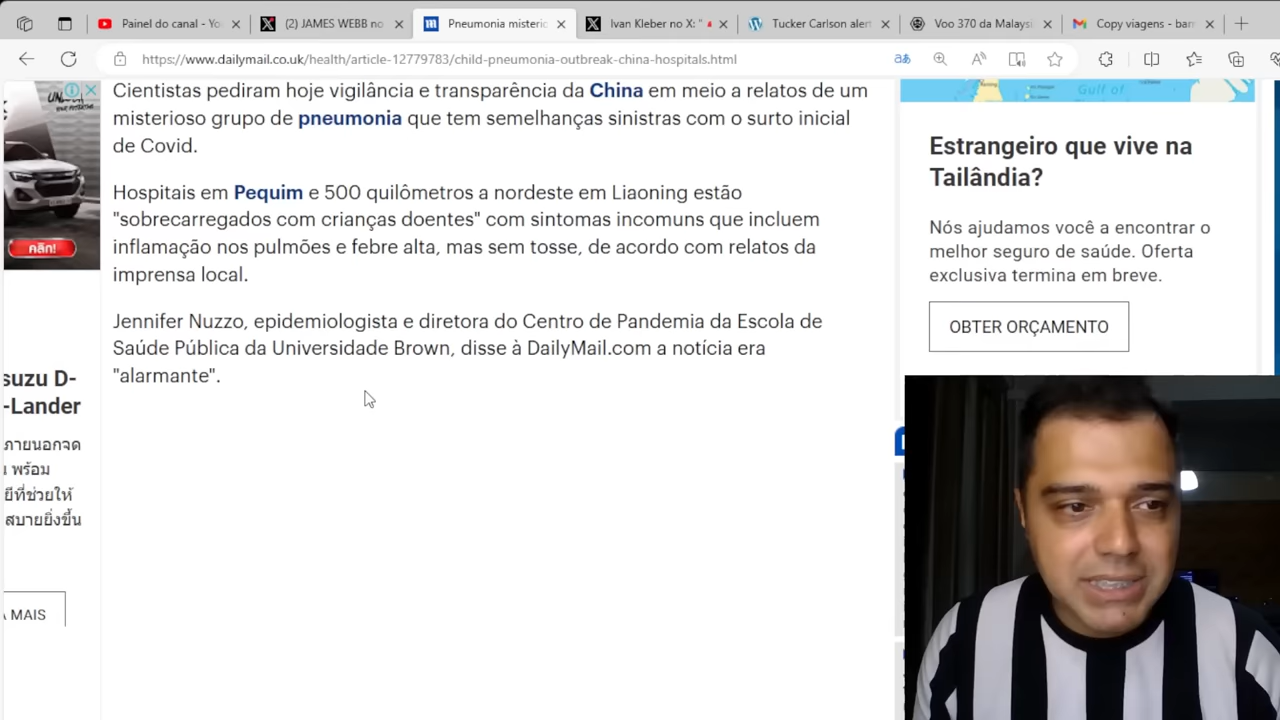 Painel do canal - Yo
(2) JAMES WEBB no
Pneumonia misterio
Ivan Kleber no X: "
Tucker Carlson alert
Voo 370 da Malaysi
Copy viagens - barr
https://www.dailymail.co.uk/health/article-12779783/child-pneumonia-outbreak-china-hospitals.html
Cientistas pediram hoje vigilância e transparência da China em meio a relatos de um
misterioso grupo de pneumonia que tem semelhanças sinistras com o surto inicial
de Covid.
Hospitais em Pequim e 500 quilômetros a nordeste em Liaoning estão
"sobrecarregados com crianças doentes" com sintomas incomuns que incluem
inflamação nos pulmões e febre alta, mas sem tosse, de acordo com relatos da
imprensa local.
Jennifer Nuzzo, epidemiologista e diretora do Centro de Pandemia da Escola de
Saúde Pública da Universidade Brown, disse à DailyMail.com a notícia era
"alarmante".
คลิก!
suzu D-
-Lander
ภายนอกจด
พร้อม
ยีที่ช่วยให้
สบายยิ่งขึ้น
A MAIS
Gulf of
Estrangeiro que vive na
Tailândia?
Nós ajudamos você a encontrar o
melhor seguro de saúde. Oferta
exclusiva termina em breve.
OBTER ORÇAMENTO